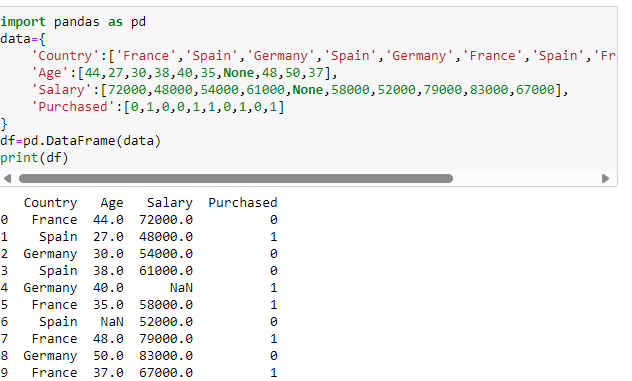 import pandas as pd
data={
    'Country':['France','Spain','Germany','Spain','Germany','France','Spain','Fr
    'Age':[44,27,30,38,40,35,None,48,50,37],
    'Salary':[72000,48000,54000,61000,None,58000,52000,79000,83000,67000],
    'Purchased':[0,1,0,0,1,1,0,1,0,1]
}
df=pd.DataFrame(data)
print(df)
   Country   Age   Salary  Purchased
0   France  44.0  72000.0          0
1    Spain  27.0  48000.0          1
2  Germany  30.0  54000.0          0
3    Spain  38.0  61000.0          0
4  Germany  40.0      NaN          1
5   France  35.0  58000.0          1
6    Spain   NaN  52000.0          0
7   France  48.0  79000.0          1
8  Germany  50.0  83000.0          0
9   France  37.0  67000.0          1